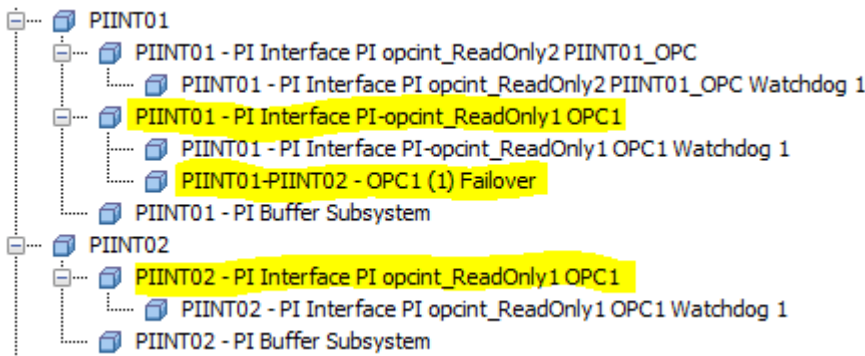 PIINT01
PIINT01 - PI Interface PI opcint_ReadOnly2 PIINT01_OPC
PIINT01 - PI Interface PI opcint_ReadOnly2 PIINT01_OPC Watchdog 1
PIINT01 - PI Interface PI-opcint_ReadOnly1 OPC1
PIINT01 - PI Interface PI-opcint_ReadOnly1 OPC1 Watchdog 1
PIINT01-PIINT02 - OPC1 (1) Failover
PIINT01 - PI Buffer Subsystem
PIINT02
PIINT02 - PI Interface PI opcint_ReadOnly1 OPC1
PIINT02 - PI Interface PI opcint_ReadOnly1 OPC1 Watchdog 1
PIINT02 - PI Buffer Subsystem